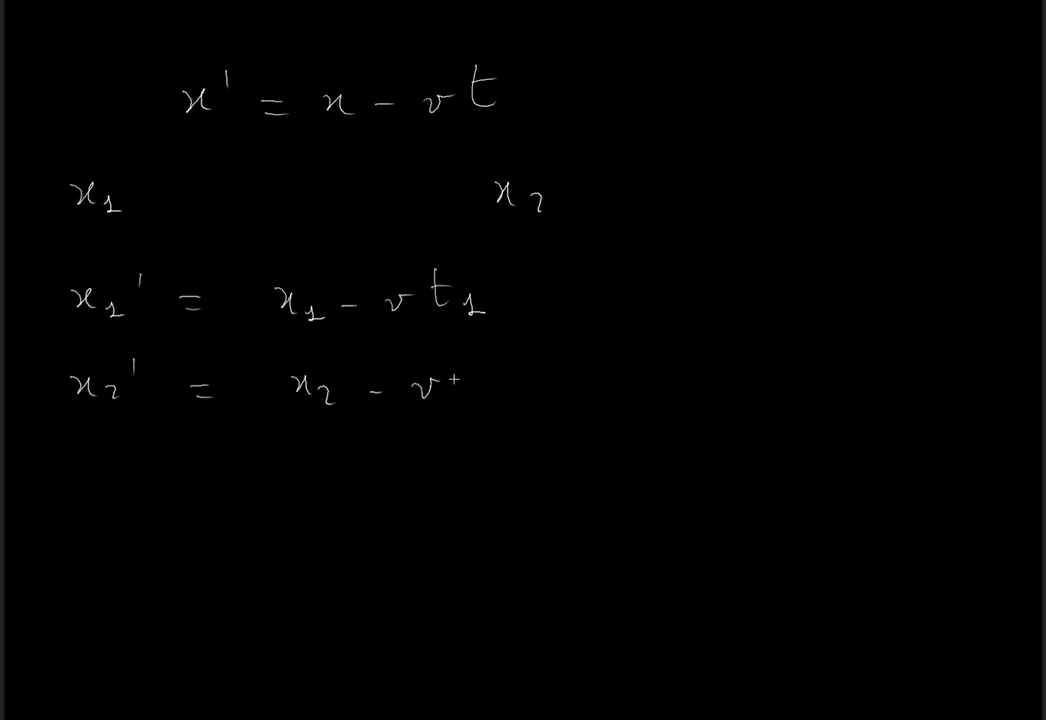 x' = x - vt
x₁ x₂
x₁' = x₁ - vt₁
x₂' = x₂ - v+